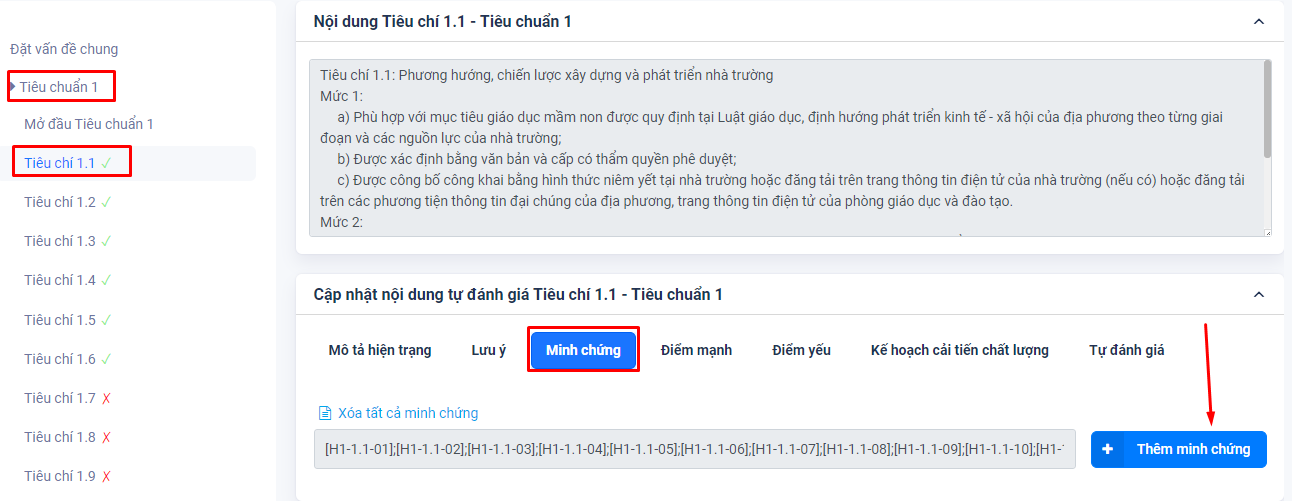 Đặt vấn đề chung
Tiêu chuẩn 1
Mở đầu Tiêu chuẩn 1
Tiêu chí 1.1 ✓
Tiêu chí 1.2 ✓
Tiêu chí 1.3 ✓
Tiêu chí 1.4 ✓
Tiêu chí 1.5 ✓
Tiêu chí 1.6 ✓
Tiêu chí 1.7 ✗
Tiêu chí 1.8 ✗
Tiêu chí 1.9 ✗
Nội dung Tiêu chí 1.1 - Tiêu chuẩn 1
Tiêu chí 1.1: Phương hướng, chiến lược xây dựng và phát triển nhà trường
Mức 1:
a) Phù hợp với mục tiêu giáo dục mầm non được quy định tại Luật giáo dục, định hướng phát triển kinh tế - xã hội của địa phương theo từng giai
đoạn và các nguồn lực của nhà trường;
b) Được xác định bằng văn bản và cấp có thẩm quyền phê duyệt;
c) Được công bố công khai bằng hình thức niêm yết tại nhà trường hoặc đăng tải trên trang thông tin điện tử của nhà trường (nếu có) hoặc đăng tải
trên các phương tiện thông tin đại chúng của địa phương, trang thông tin điện tử của phòng giáo dục và đào tạo.
Mức 2:
Cập nhật nội dung tự đánh giá Tiêu chí 1.1 - Tiêu chuẩn 1
Mô tả hiện trạng
Lưu ý
Minh chứng
Điểm mạnh
Điểm yếu
Kế hoạch cải tiến chất lượng
Tự đánh giá
Xóa tất cả minh chứng
[H1-1.1-01];[H1-1.1-02];[H1-1.1-03];[H1-1.1-04];[H1-1.1-05];[H1-1.1-06];[H1-1.1-07];[H1-1.1-08];[H1-1.1-09];[H1-1.1-10];[H1-
+ Thêm minh chứng